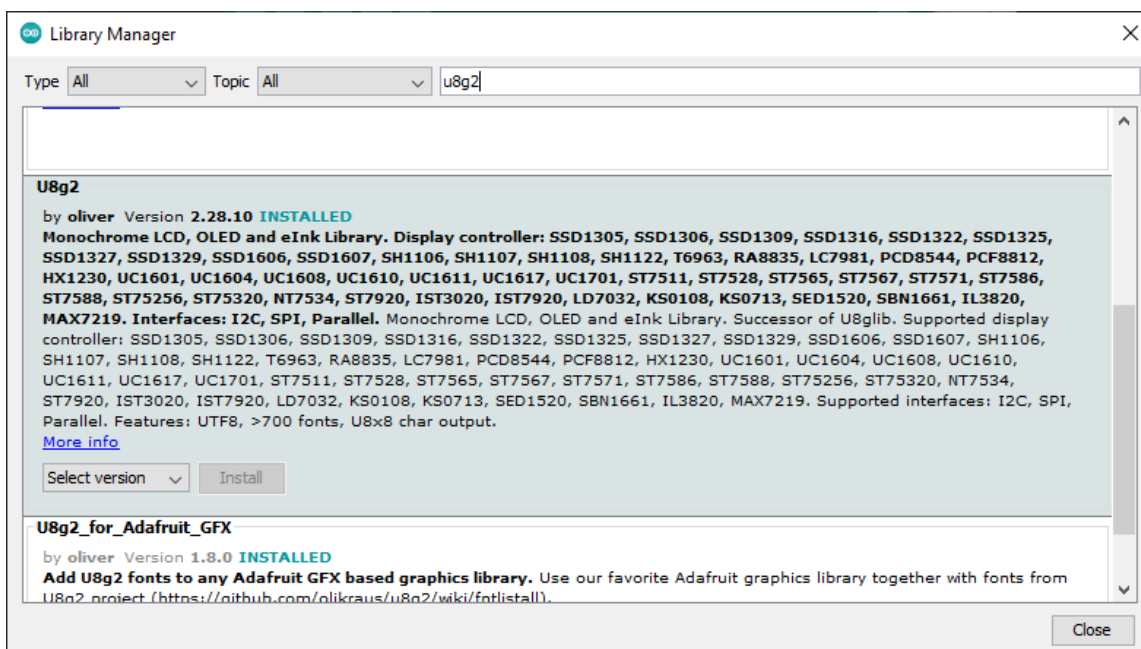 Library Manager
Type All Topic All u8g2
U8g2
by oliver Version 2.28.10 INSTALLED
Monochrome LCD, OLED and eInk Library. Display controller: SSD1305, SSD1306, SSD1309, SSD1316, SSD1322, SSD1325,
SSD1327, SSD1329, SSD1606, SSD1607, SH1106, SH1107, SH1108, SH1122, T6963, RA8835, LC7981, PCD8544, PCF8812,
HX1230, UC1601, UC1604, UC1608, UC1610, UC1611, UC1617, UC1701, ST7511, ST7528, ST7565, ST7567, ST7571, ST7586,
ST7588, ST75256, ST75320, NT7534, ST7920, IST3020, IST7920, LD7032, KS0108, KS0713, SED1520, SBN1661, IL3820,
MAX7219. Interfaces: I2C, SPI, Parallel. Monochrome LCD, OLED and eInk Library. Successor of U8glib. Supported display
controller: SSD1305, SSD1306, SSD1309, SSD1316, SSD1322, SSD1325, SSD1327, SSD1329, SSD1606, SSD1607, SH1106,
SH1107, SH1108, SH1122, T6963, RA8835, LC7981, PCD8544, PCF8812, HX1230, UC1601, UC1604, UC1608, UC1610,
UC1611, UC1617, UC1701, ST7511, ST7528, ST7565, ST7567, ST7571, ST7586, ST7588, ST75256, ST75320, NT7534,
ST7920, IST3020, IST7920, LD7032, KS0108, KS0713, SED1520, SBN1661, IL3820, MAX7219. Supported interfaces: I2C, SPI,
Parallel. Features: UTF8, >700 fonts, U8x8 char output.
More info
Select version Install
U8g2_for_Adafruit_GFX
by oliver Version 1.8.0 INSTALLED
Add U8g2 fonts to any Adafruit GFX based graphics library. Use our favorite Adafruit graphics library together with fonts from
U8g2 project (https://github.com/olikraus/u8g2/wiki/fntlistall).
Close